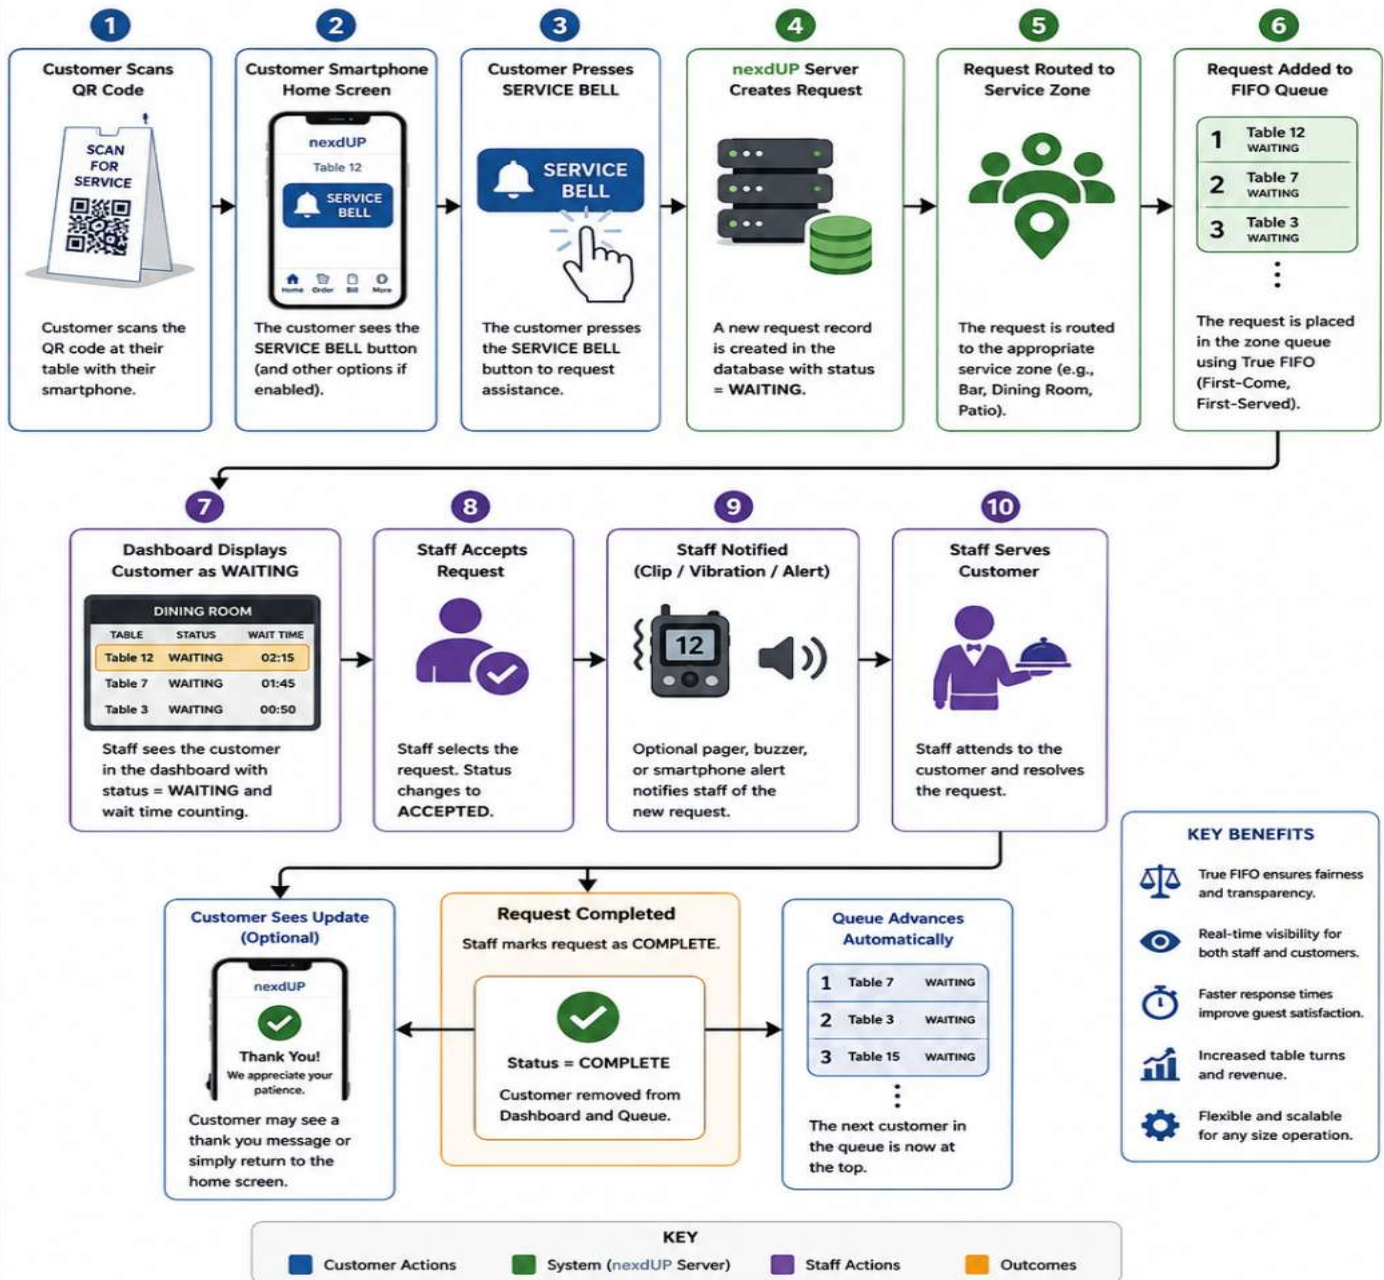 1
Customer Scans
QR Code
SCAN
FOR
SERVICE
Customer scans the
QR code at their
table with their
smartphone.
2
Customer Smartphone
Home Screen
nexdUP
Table 12
SERVICE
BELL
Home Order Bill More
The customer sees the
SERVICE BELL button
(and other options if
enabled).
3
Customer Presses
SERVICE BELL
SERVICE
BELL
The customer presses
the SERVICE BELL
button to request
assistance.
4
nexdUP Server
Creates Request
A new request record
is created in the
database with status
= WAITING.
5
Request Routed to
Service Zone
The request is routed
to the appropriate
service zone (e.g.,
Bar, Dining Room,
Patio).
6
Request Added to
FIFO Queue
1 Table 12
WAITING
2 Table 7
WAITING
3 Table 3
WAITING
The request is placed
in the zone queue
using True FIFO
(First-Come,
First-Served).
7
Dashboard Displays
Customer as WAITING
DINING ROOM
TABLE STATUS WAIT TIME
Table 12 WAITING 02:15
Table 7 WAITING 01:45
Table 3 WAITING 00:50
Staff sees the customer
in the dashboard with
status = WAITING and
wait time counting.
8
Staff Accepts
Request
Staff selects the
request. Status
changes to
ACCEPTED.
9
Staff Notified
(Clip / Vibration / Alert)
12
Optional pager, buzzer,
or smartphone alert
notifies staff of the
new request.
10
Staff Serves
Customer
Staff attends to the
customer and resolves
the request.
Customer Sees Update
(Optional)
nexdUP
Thank You!
We appreciate your
patience.
Customer may see a
thank you message or
simply return to the
home screen.
Request Completed
Staff marks request as COMPLETE.
Status = COMPLETE
Customer removed from
Dashboard and Queue.
Queue Advances
Automatically
1 Table 7 WAITING
2 Table 3 WAITING
3 Table 15 WAITING
The next customer in
the queue is now at
the top.
KEY BENEFITS
True FIFO ensures fairness
and transparency.
Real-time visibility for
both staff and customers.
Faster response times
improve guest satisfaction.
Increased table turns
and revenue.
Flexible and scalable
for any size operation.
KEY
Customer Actions System (nexdUP Server) Staff Actions Outcomes